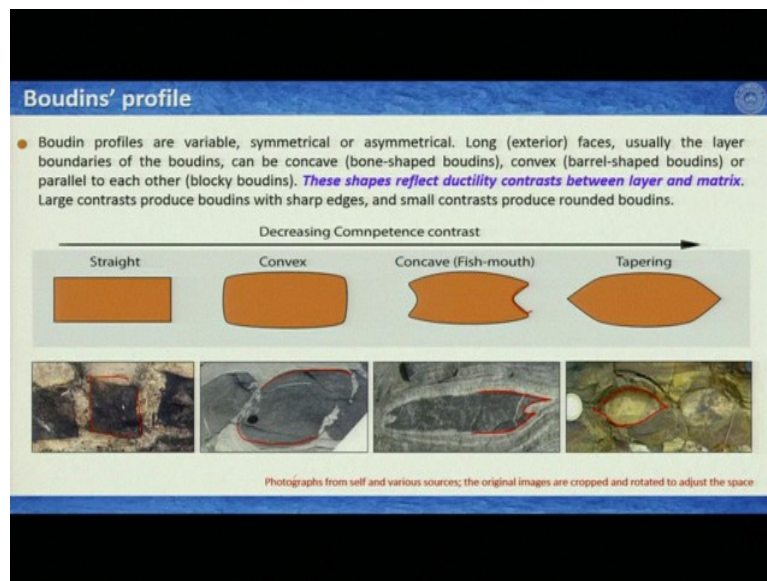 Boudins' profile
Boudin profiles are variable, symmetrical or asymmetrical. Long (exterior) faces, usually the layer
boundaries of the boudins, can be concave (bone-shaped boudins), convex (barrel-shaped boudins) or
parallel to each other (blocky boudins). These shapes reflect ductility contrasts between layer and matrix.
Large contrasts produce boudins with sharp edges, and small contrasts produce rounded boudins.
Decreasing Comnpetence contrast
Straight Convex Concave (Fish-mouth) Tapering
Photographs from self and various sources; the original images are cropped and rotated to adjust the space